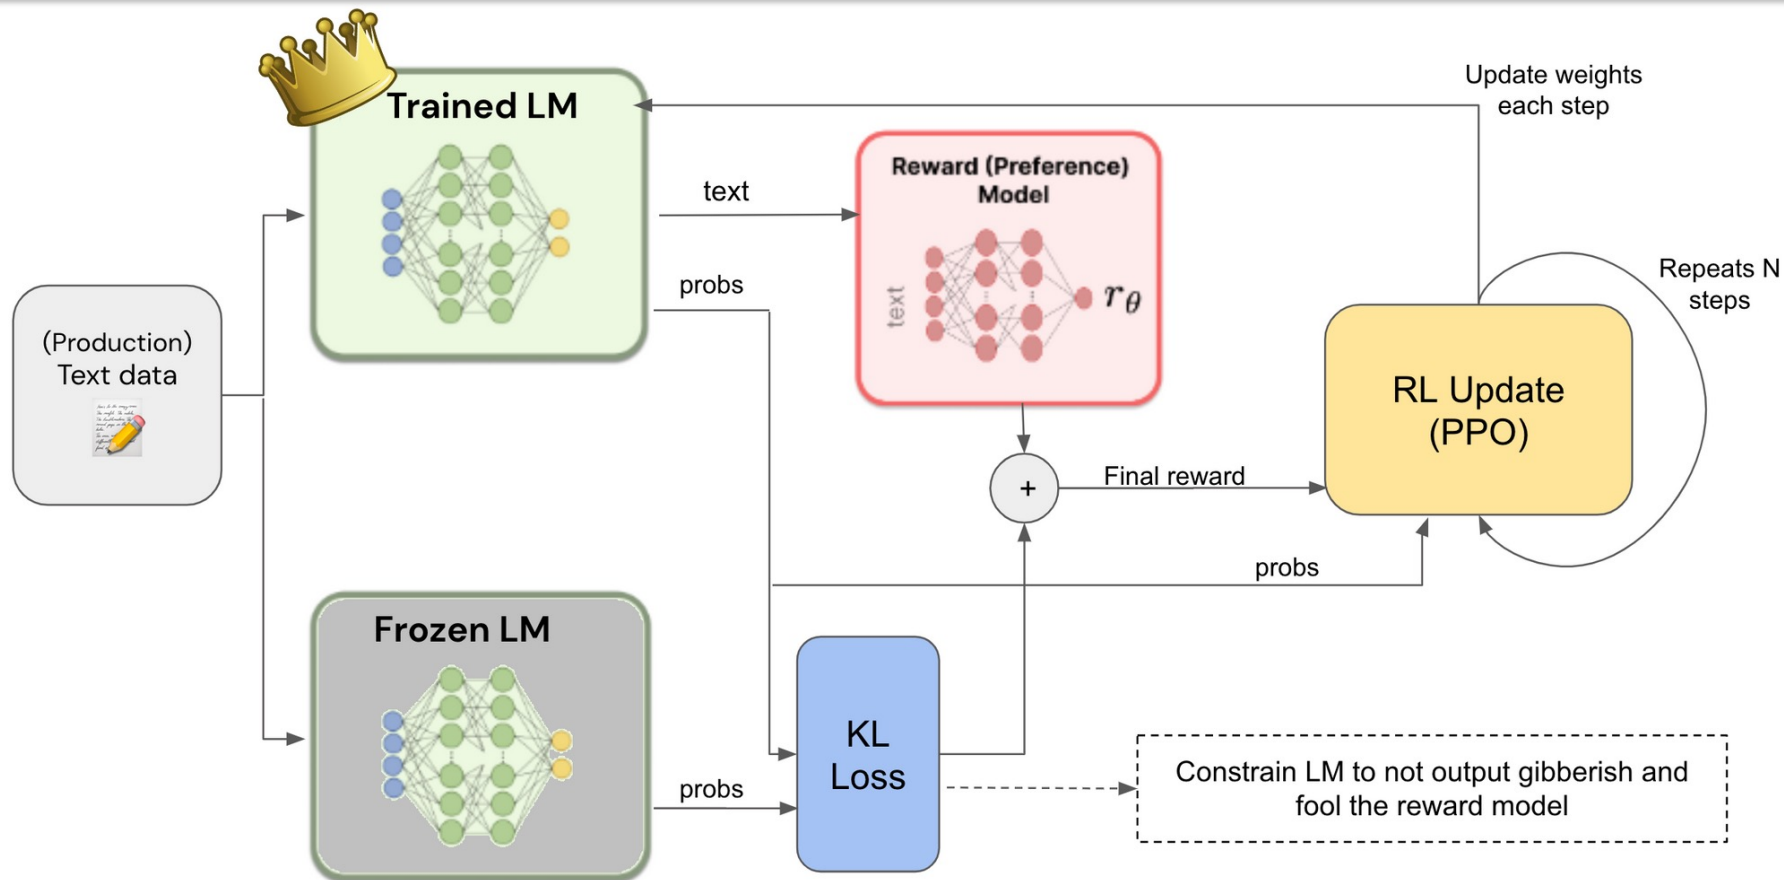 Trained LM
Update weights
each step
Reward (Preference)
Model
text
text
r_θ
probs
(Production)
Text data
Repeats N
steps
RL Update
(PPO)
+
Final reward
probs
Frozen LM
KL
Loss
probs
Constrain LM to not output gibberish and
fool the reward model